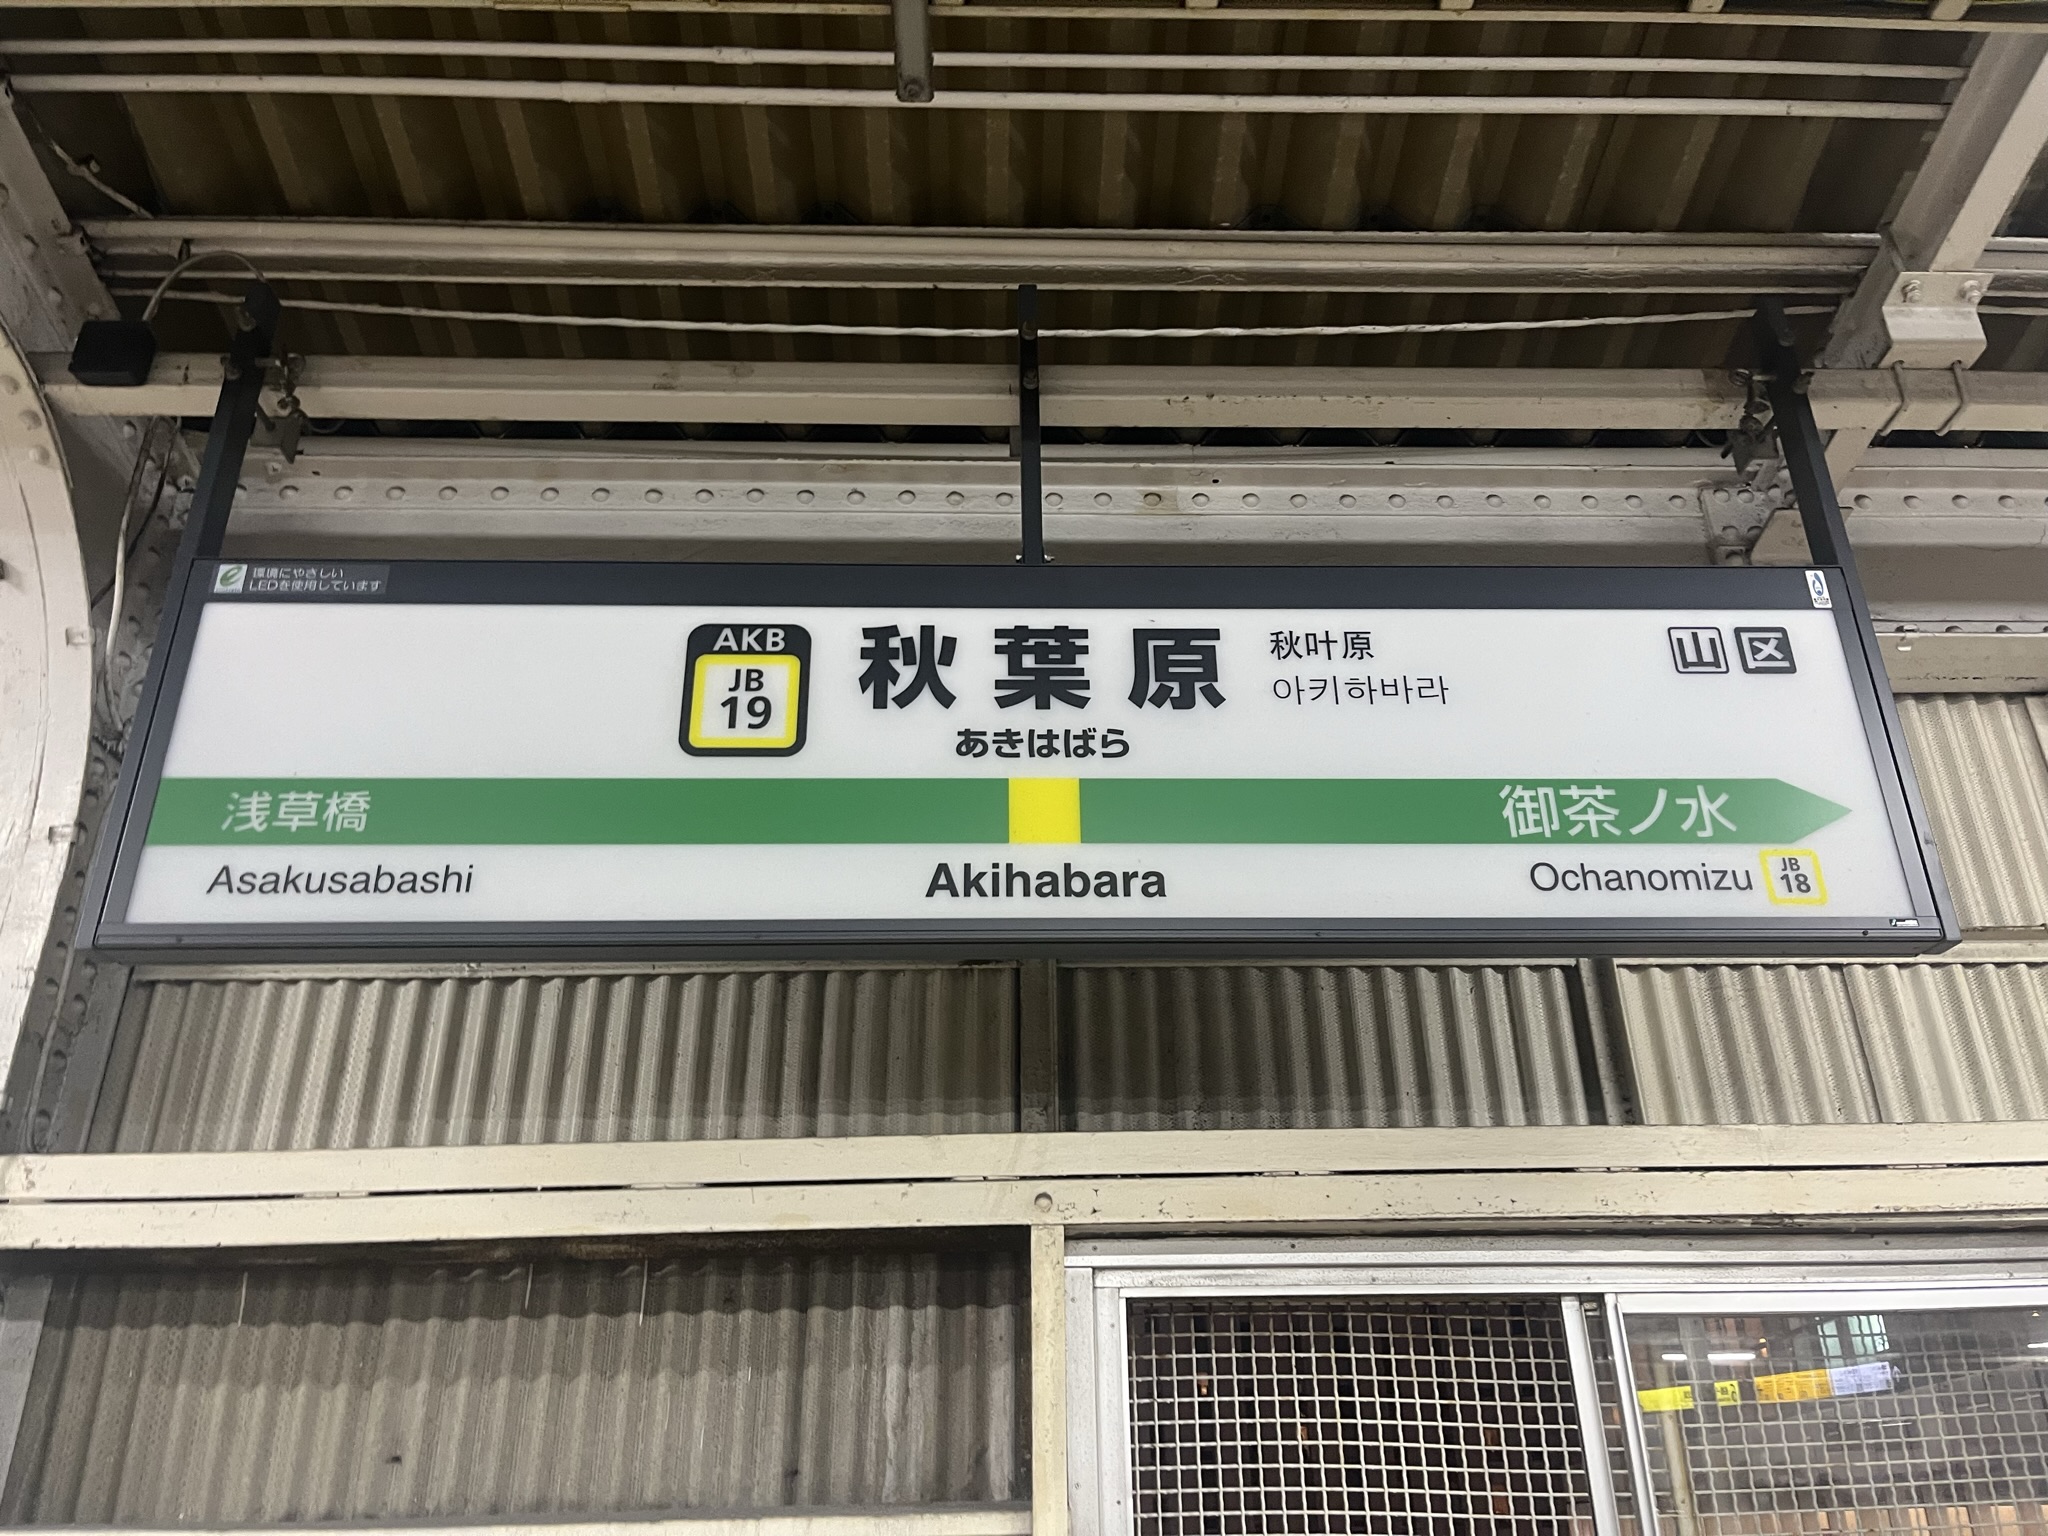 環境にやさしい
LEDを使用しています
AKB
JB
19
秋葉原
あきはばら
秋叶原
아키하바라
山 区
浅草橋
御茶ノ水
Asakusabashi
Akihabara
Ochanomizu
JB
18